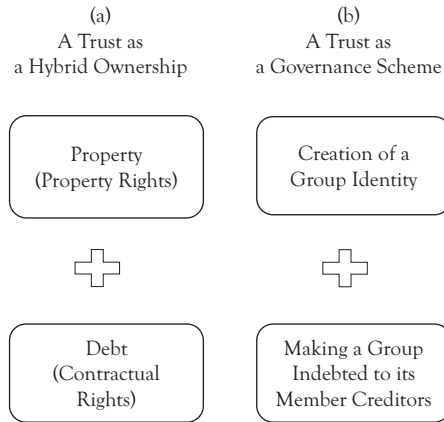 (a)
A Trust as
a Hybrid Ownership
Property
(Property Rights)
Debt
(Contractual
Rights)
(b)
A Trust as
a Governance Scheme
Creation of a
Group Identity
Making a Group
Indebted to its
Member Creditors